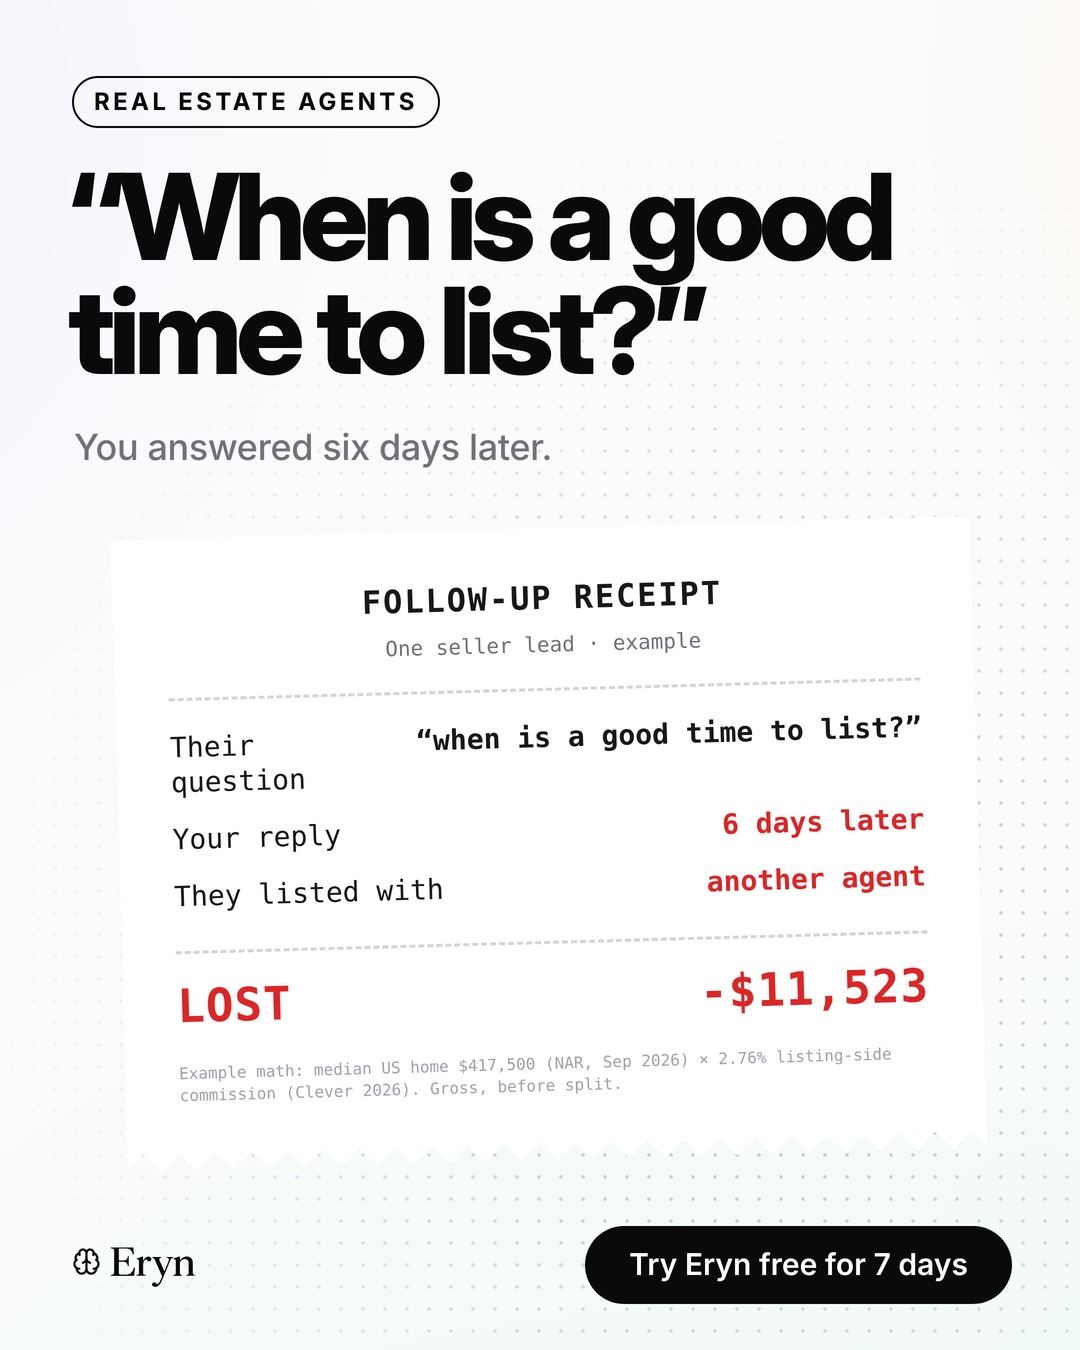 REAL ESTATE AGENTS
“When is a good
time to list?”
You answered six days later.
FOLLOW-UP RECEIPT
One seller lead · example
Their question “when is a good time to list?”
Your reply 6 days later
They listed with another agent
LOST -$11,523
Example math: median US home $417,500 (NAR, Sep 2026) × 2.76% listing-side
commission (Clever 2026). Gross, before split.
Eryn
Try Eryn free for 7 days